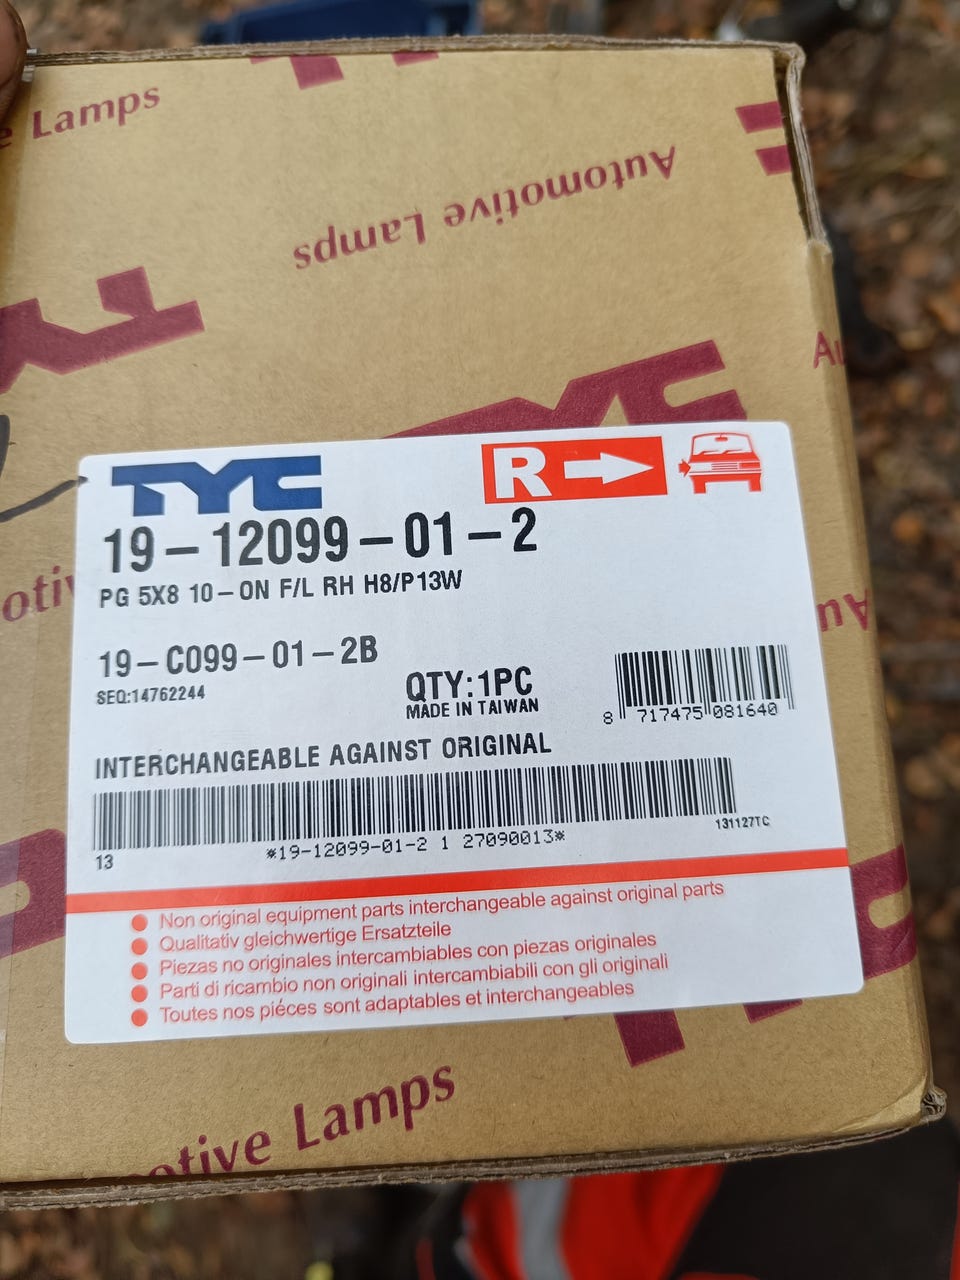 e Lamps
Automotive Lamps
TYC
R
19-12099-01-2
PG 5X8 10-ON F/L RH H8/P13W
19-C099-01-2B
SEQ:14762244
QTY:1PC
MADE IN TAIWAN
8 717475 081640
INTERCHANGEABLE AGAINST ORIGINAL
13
*19-12099-01-2 1 27090013*
131127TC
Non original equipment parts interchangeable against original parts
Qualitativ gleichwertige Ersatzteile
Piezas no originales intercambiables con piezas originales
Parti di ricambio non originali intercambiabili con gli originali
Toutes nos piéces sont adaptables et interchangeables
otive Lamps